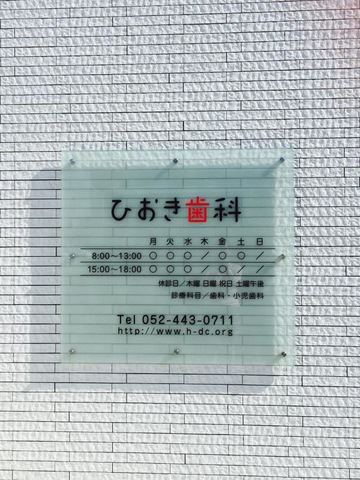 ひおき歯科
月 火 水 木 金 土 日
8:00～13:00 ○ ○ ○ ／ ○ ○ ／
15:00～18:00 ○ ○ ○ ／ ○ ／ ／
休診日／木曜 日曜 祝日 土曜午後
診療科目／歯科・小児歯科
Tel 052-443-0711
http://www.h-dc.org